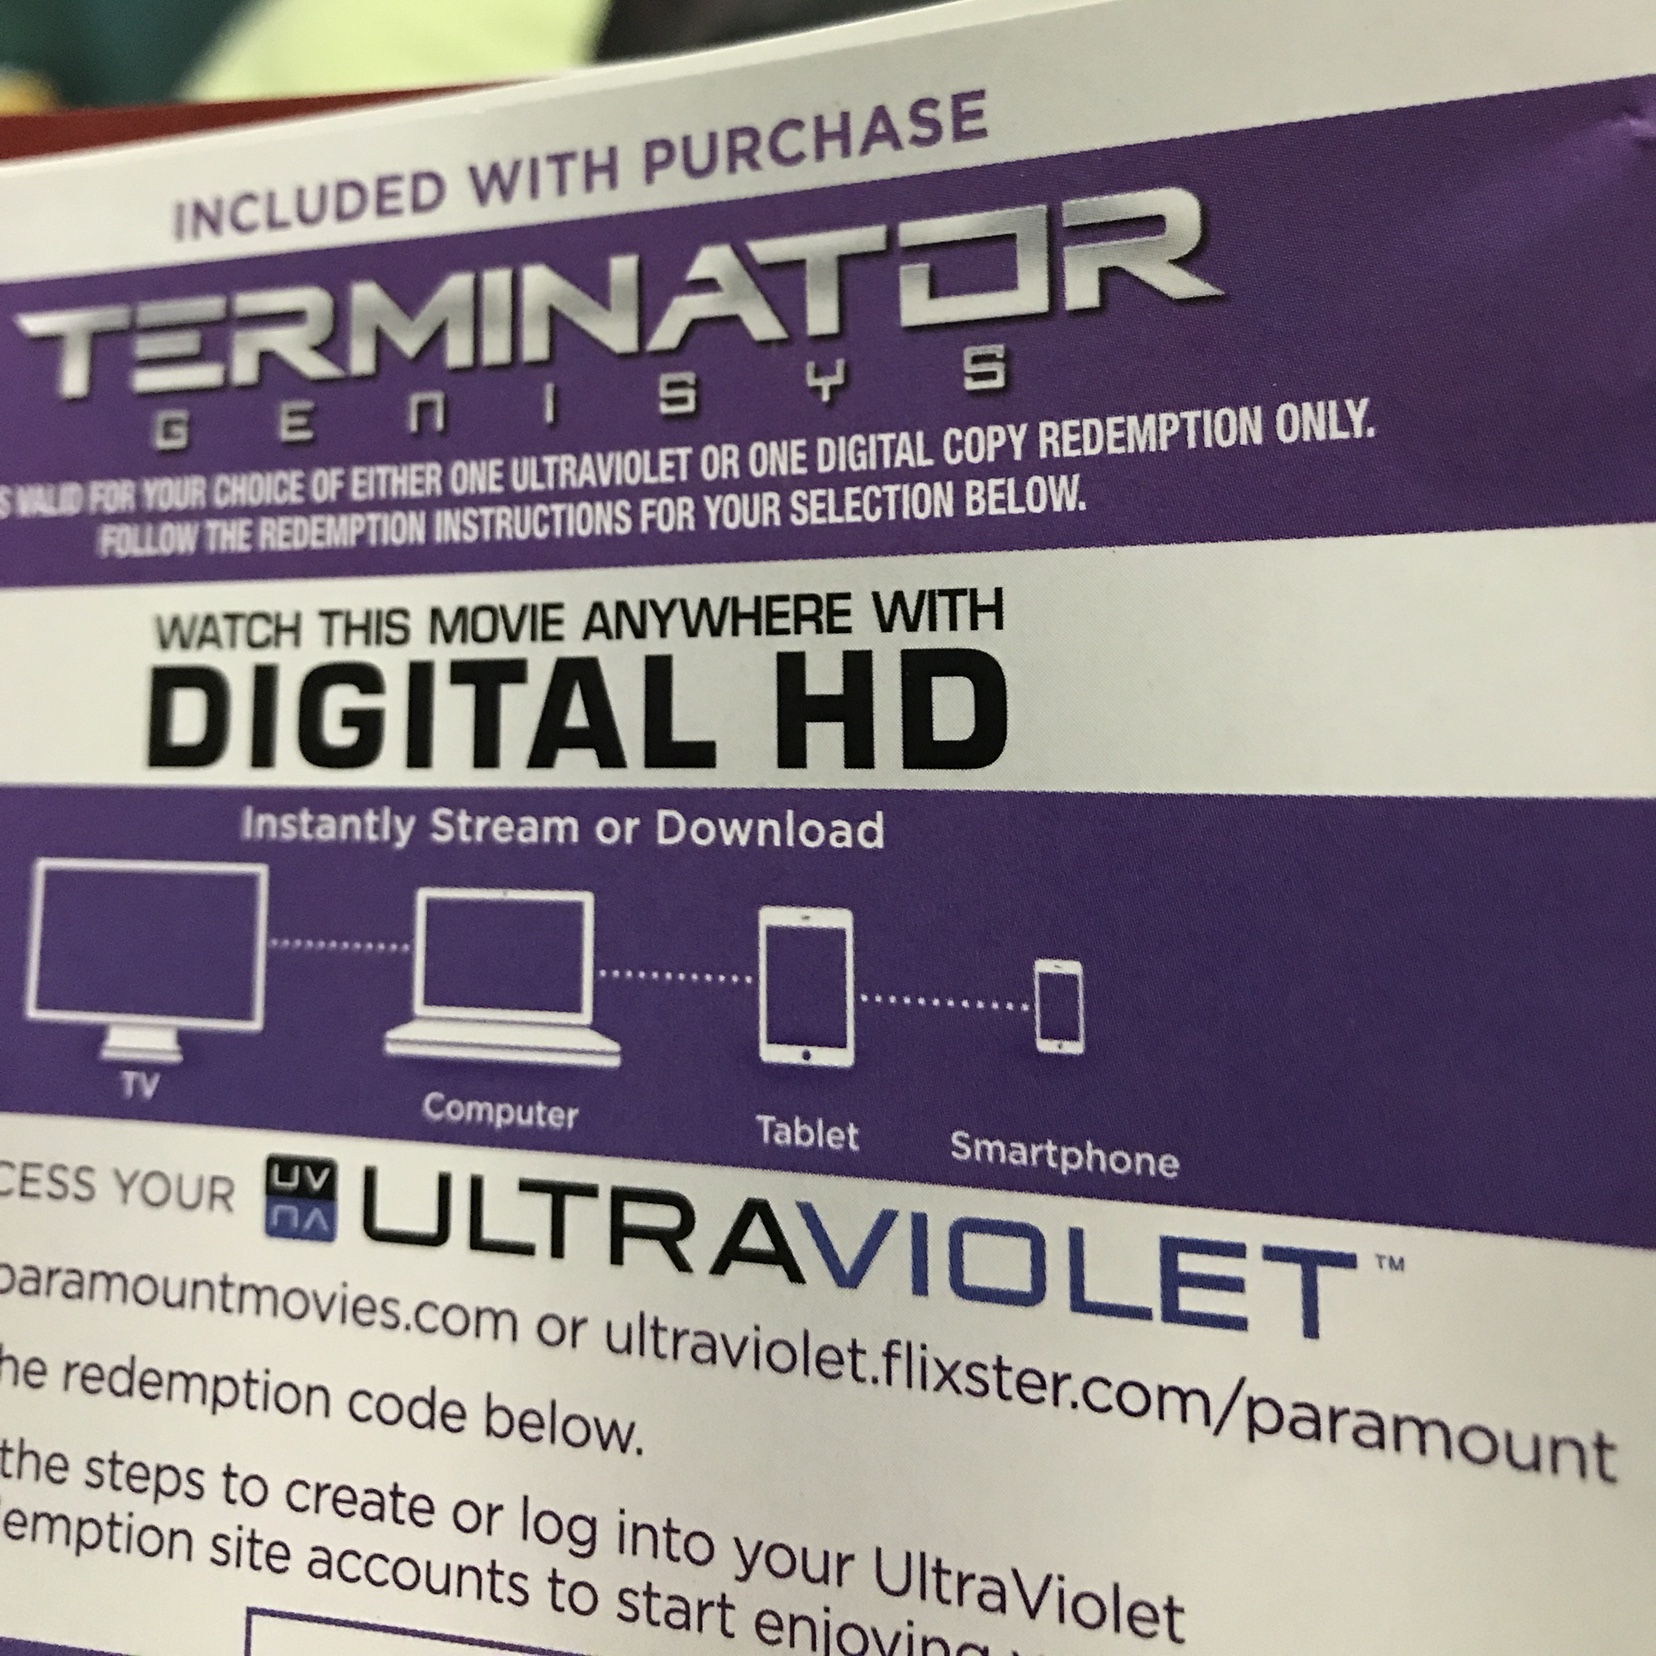 INCLUDED WITH PURCHASE
TERMINATOR
GENISYS
VALID FOR YOUR CHOICE OF EITHER ONE ULTRAVIOLET OR ONE DIGITAL COPY REDEMPTION ONLY.
FOLLOW THE REDEMPTION INSTRUCTIONS FOR YOUR SELECTION BELOW.
WATCH THIS MOVIE ANYWHERE WITH
DIGITAL HD
Instantly Stream or Download
TV
Computer
Tablet
Smartphone
CESS YOUR UV ULTRAVIOLET™
paramountmovies.com or ultraviolet.flixster.com/paramount
he redemption code below.
the steps to create or log into your UltraViolet
emption site accounts to start enjoying